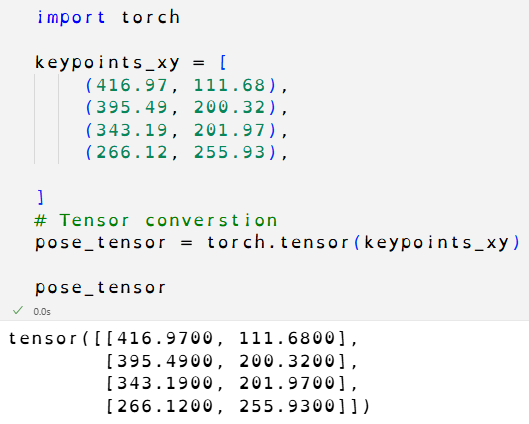 import torch
keypoints_xy = [
(416.97, 111.68),
(395.49, 200.32),
(343.19, 201.97),
(266.12, 255.93),
]
# Tensor converstion
pose_tensor = torch.tensor(keypoints_xy)
pose_tensor
0.0s
tensor([[416.9700, 111.6800],
[395.4900, 200.3200],
[343.1900, 201.9700],
[266.1200, 255.9300]])